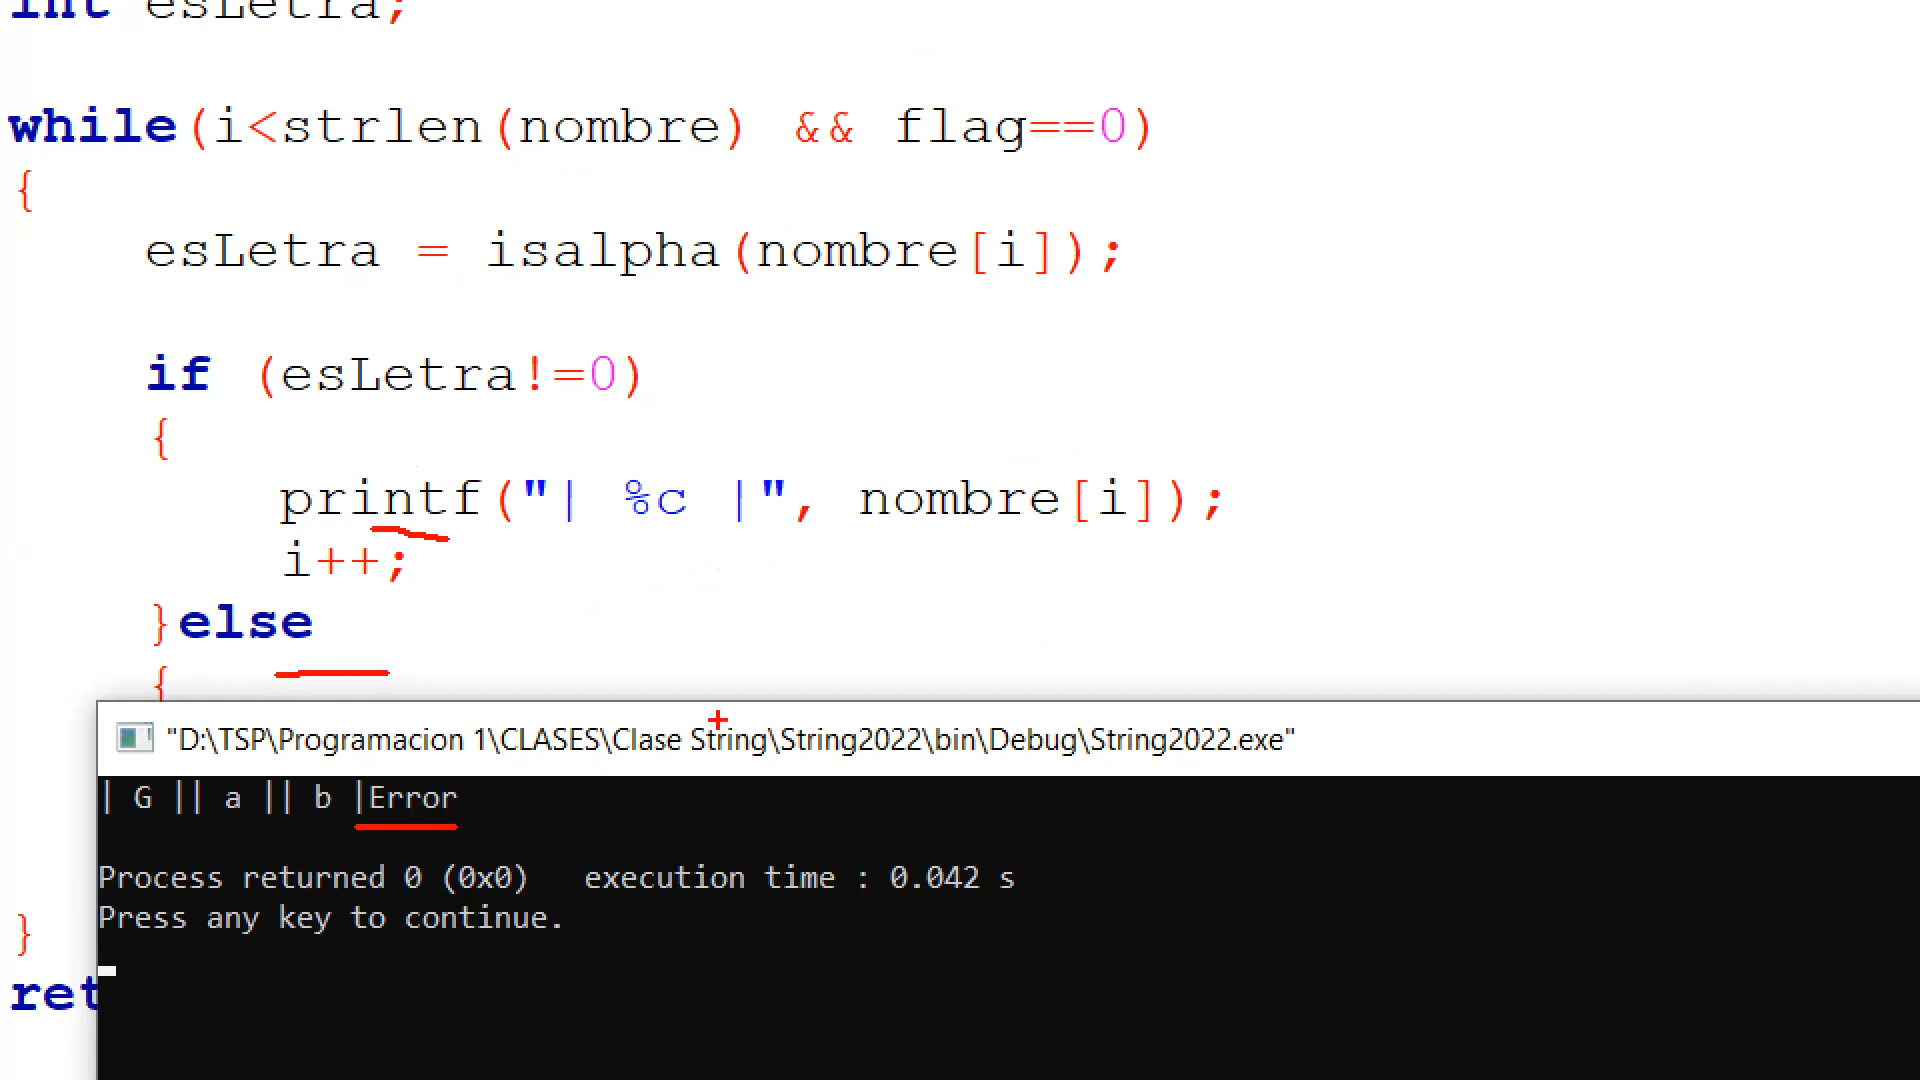 int esLetra;
while(i<strlen(nombre) && flag==0)
{
esLetra = isalpha(nombre[i]);
if (esLetra!=0)
{
printf("| %c |", nombre[i]);
i++;
}else
{
"D:\TSP\Programacion 1\CLASES\Clase String\String2022\bin\Debug\String2022.exe"
| G || a || b |Error
Process returned 0 (0x0)   execution time : 0.042 s
Press any key to continue.
}
ret